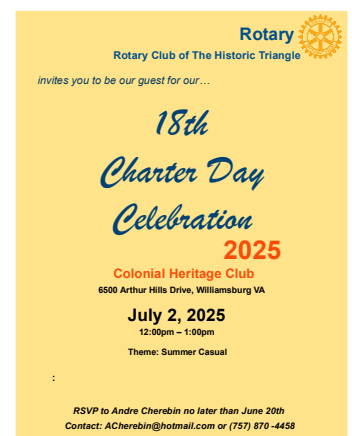 Rotary
Rotary Club of The Historic Triangle
invites you to be our guest for our…
18th
Charter Day
Celebration
2025
Colonial Heritage Club
6500 Arthur Hills Drive, Williamsburg VA
July 2, 2025
12:00pm – 1:00pm
Theme: Summer Casual
:
RSVP to Andre Cherebin no later than June 20th
Contact: ACherebin@hotmail.com or (757) 870 -4458